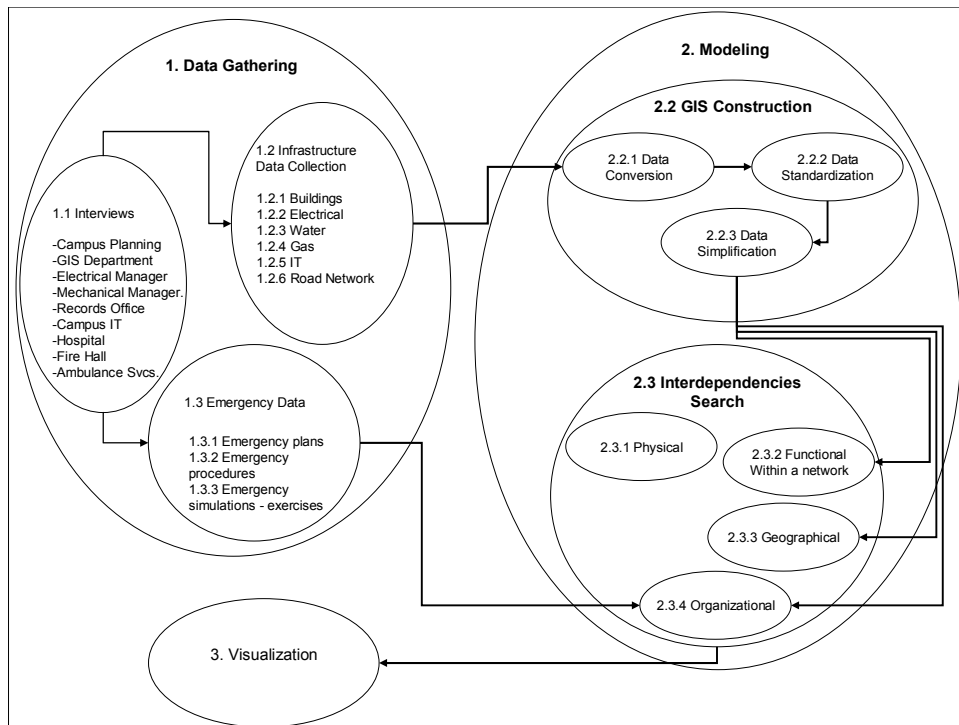 1. Data Gathering
1.1 Interviews
-Campus Planning
-GIS Department
-Electrical Manager
-Mechanical Manager.
-Records Office
-Campus IT
-Hospital
-Fire Hall
-Ambulance Svcs.
1.2 Infrastructure
Data Collection
1.2.1 Buildings
1.2.2 Electrical
1.2.3 Water
1.2.4 Gas
1.2.5 IT
1.2.6 Road Network
1.3 Emergency Data
1.3.1 Emergency plans
1.3.2 Emergency
procedures
1.3.3 Emergency
simulations - exercises
2. Modeling
2.2 GIS Construction
2.2.1 Data
Conversion
2.2.2 Data
Standardization
2.2.3 Data
Simplification
2.3 Interdependencies
Search
2.3.1 Physical
2.3.2 Functional
Within a network
2.3.3 Geographical
2.3.4 Organizational
3. Visualization